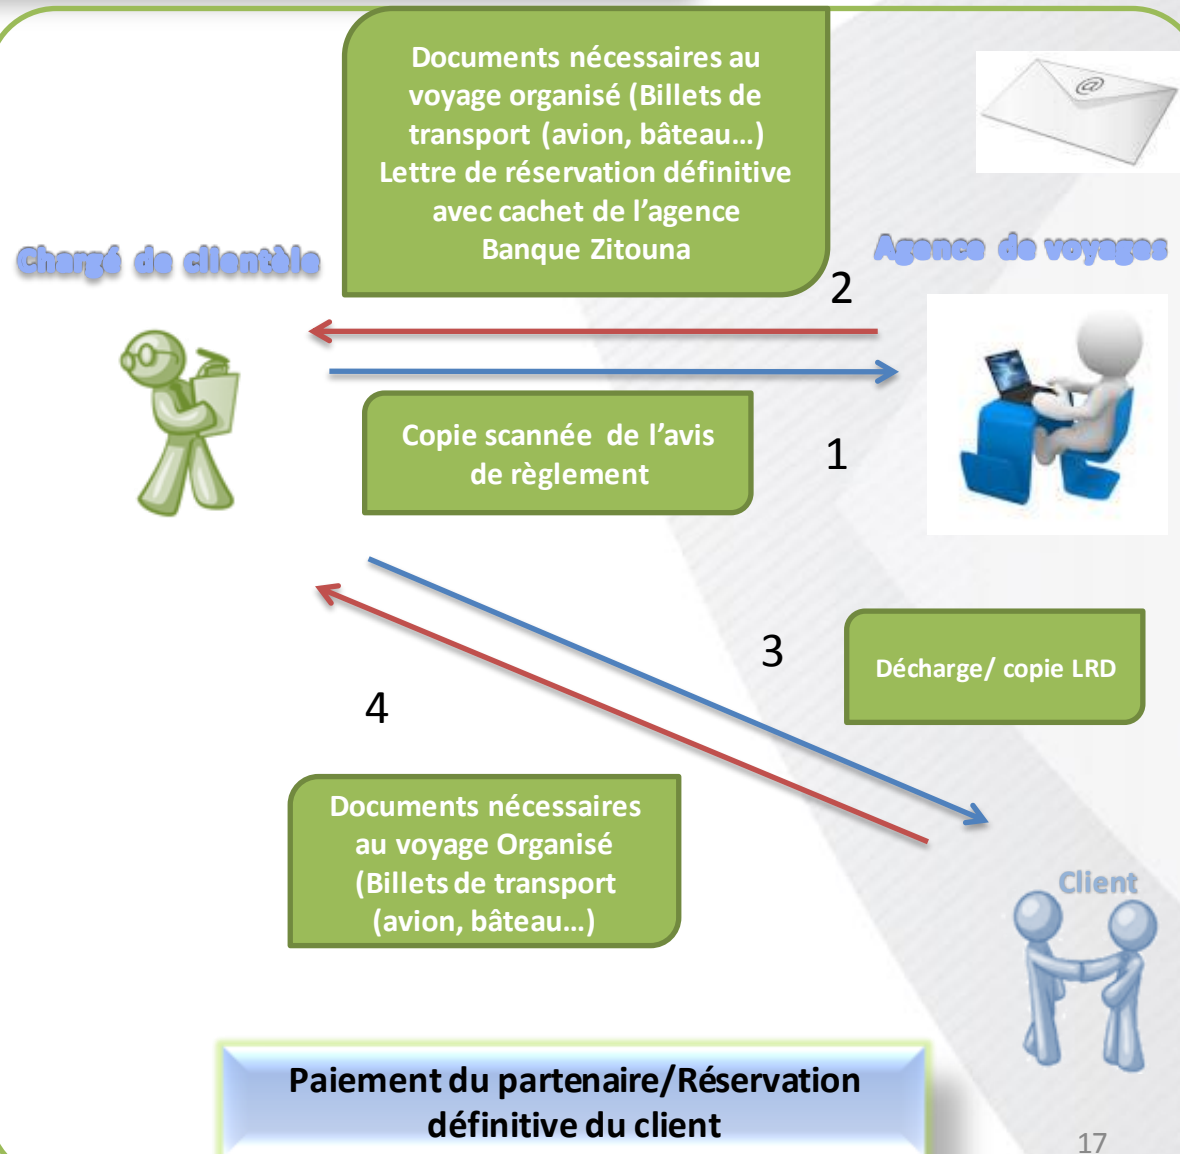 Documents nécessaires au
voyage organisé (Billets de
transport (avion, bâteau…)
Lettre de réservation définitive
avec cachet de l’agence
Banque Zitouna
@
Chargé de clientèle
Agence de voyages
2
Copie scannée de l’avis
de règlement
1
3
Décharge/ copie LRD
4
Documents nécessaires
au voyage Organisé
(Billets de transport
(avion, bâteau…)
Client
Paiement du partenaire/Réservation
définitive du client
17